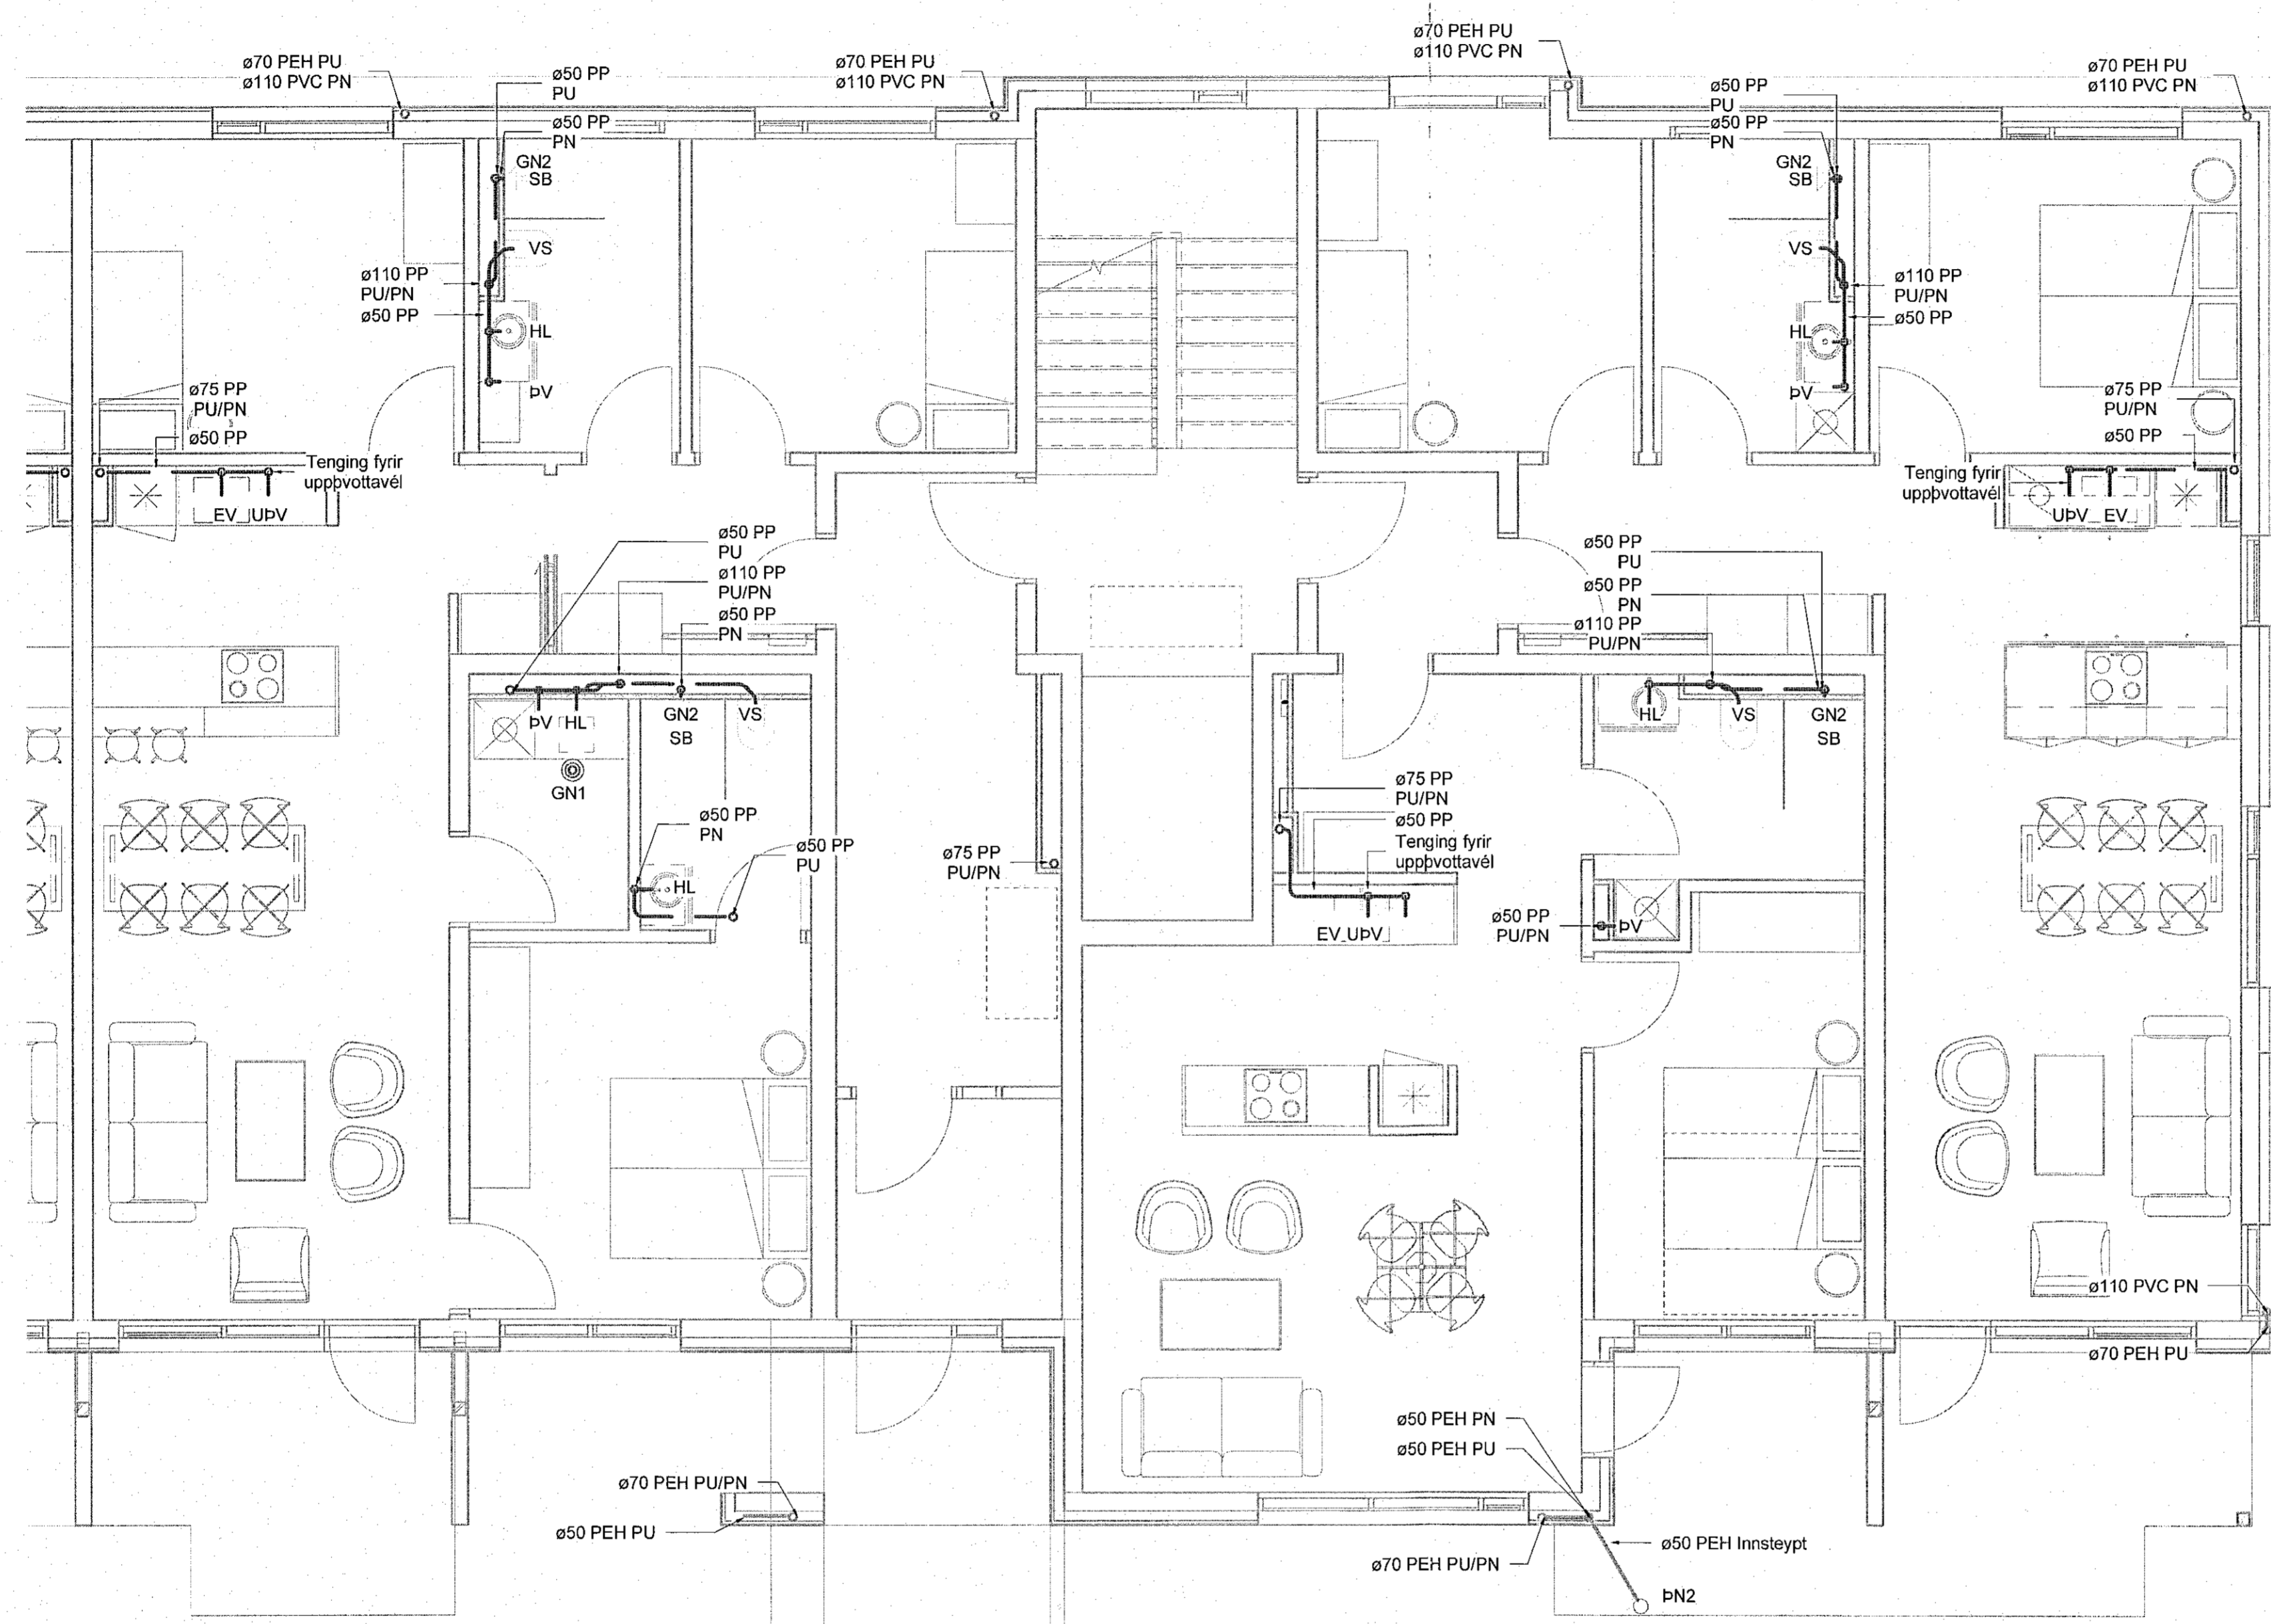 ø70 PEH PU
ø110 PVC PN
ø70 PEH PU
ø110 PVC PN
ø50 PP
PU
ø70 PEH PU
ø110 PVC PN
ø70 PEH PU
ø110 PVC PN
ø50 PP
PU
ø50 PP
PN
ø50 PP
PN
GN2
SB
GN2
SB
VS
VS
ø110 PP
PU/PN
ø50 PP
ø110 PP
PU/PN
ø50 PP
HL
HL
ÞV
ÞV
ø75 PP
PU/PN
ø50 PP
ø75 PP
PU/PN
ø50 PP
Tenging fyrir
uppþvottavél
Tenging fyrir
uppþvottavél
EV UÞV
UÞV EV
ø50 PP
PU
ø110 PP
PU/PN
ø50 PP
PN
ø50 PP
PU
ø50 PP
PN
ø110 PP
PU/PN
ÞV HL
GN2
SB
VS
HL
VS
GN2
SB
GN1
ø50 PP
PN
ø50 PP
PU
HL
ø75 PP
PU/PN
ø75 PP
PU/PN
ø50 PP
Tenging fyrir
uppþvottavél
EV UÞV
ø50 PP
PU/PN
ÞV
ø110 PVC PN
ø70 PEH PU
ø50 PEH PN
ø50 PEH PU
ø70 PEH PU/PN
ø50 PEH PU
ø50 PEH Innsteypt
ø70 PEH PU/PN
ÞN2